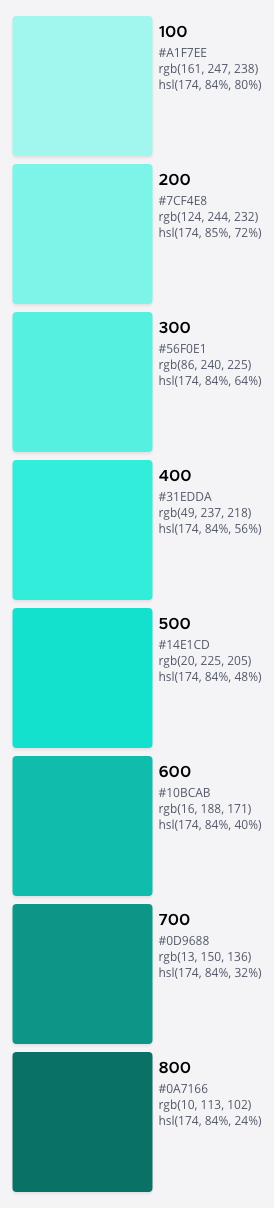 100
#A1F7EE
rgb(161, 247, 238)
hsl(174, 84%, 80%)
200
#7CF4E8
rgb(124, 244, 232)
hsl(174, 85%, 72%)
300
#56F0E1
rgb(86, 240, 225)
hsl(174, 84%, 64%)
400
#31EDDA
rgb(49, 237, 218)
hsl(174, 84%, 56%)
500
#14E1CD
rgb(20, 225, 205)
hsl(174, 84%, 48%)
600
#10BCAB
rgb(16, 188, 171)
hsl(174, 84%, 40%)
700
#0D9688
rgb(13, 150, 136)
hsl(174, 84%, 32%)
800
#0A7166
rgb(10, 113, 102)
hsl(174, 84%, 24%)